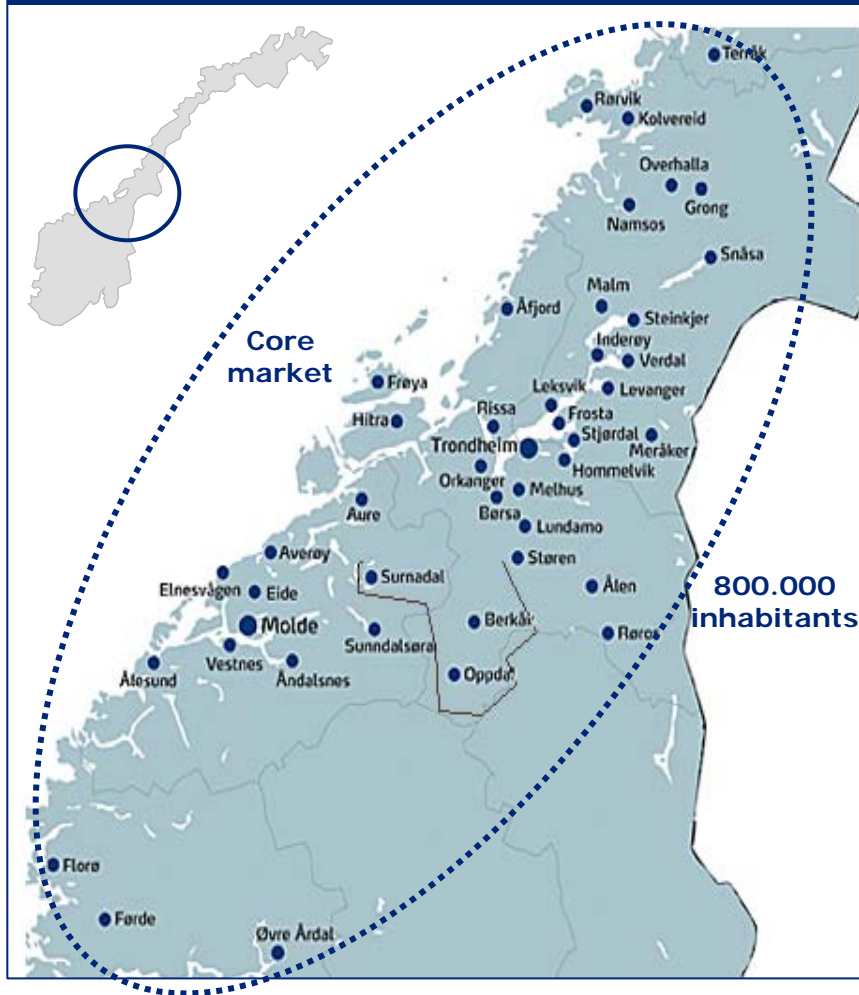 Terråk
Rørvik
Kolvereid
Overhalla
Grong
Namsos
Snåsa
Malm
Åfjord
Steinkjer
Core
market
Inderøy
Verdal
Frøya
Leksvik
Levanger
Rissa
Frosta
Hitra
Stjørdal
Trondheim
Meråker
Hommelvik
Orkanger
Melhus
Børsa
Aure
Lundamo
Averøy
Støren
Surnadal
Elnesvågen
Eide
Ålen
800.000
inhabitants
Berkåk
Molde
Sunndalsøra
Røros
Vestnes
Ålesund
Åndalsnes
Oppdal
Florø
Førde
Øvre Årdal